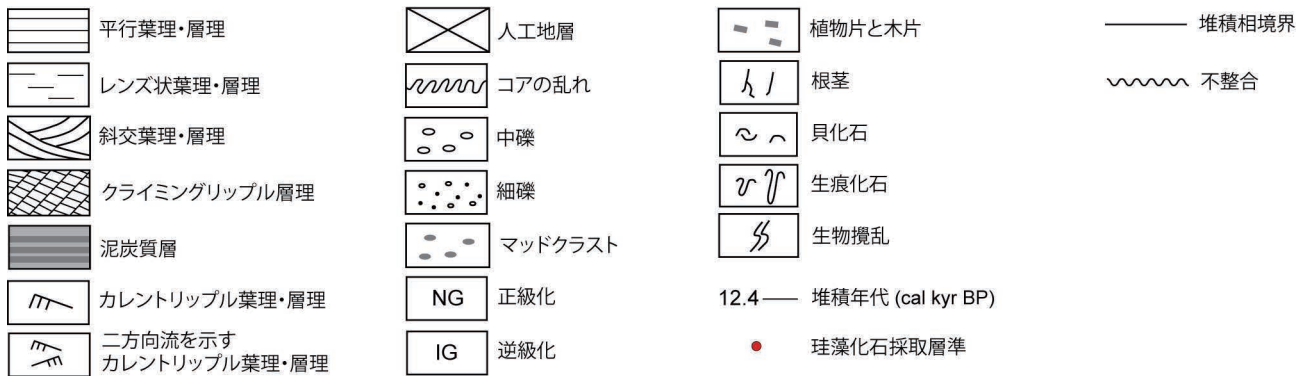 平行葉理・層理
レンズ状葉理・層理
斜交葉理・層理
クライミングリップル層理
泥炭質層
カレントリップル葉理・層理
二方向流を示す
カレントリップル葉理・層理
人工地層
コアの乱れ
中礫
細礫
マッドクラスト
NG 正級化
IG 逆級化
植物片と木片
根茎
貝化石
生痕化石
生物攪乱
12.4 堆積年代 (cal kyr BP)
珪藻化石採取層準
堆積相境界
不整合